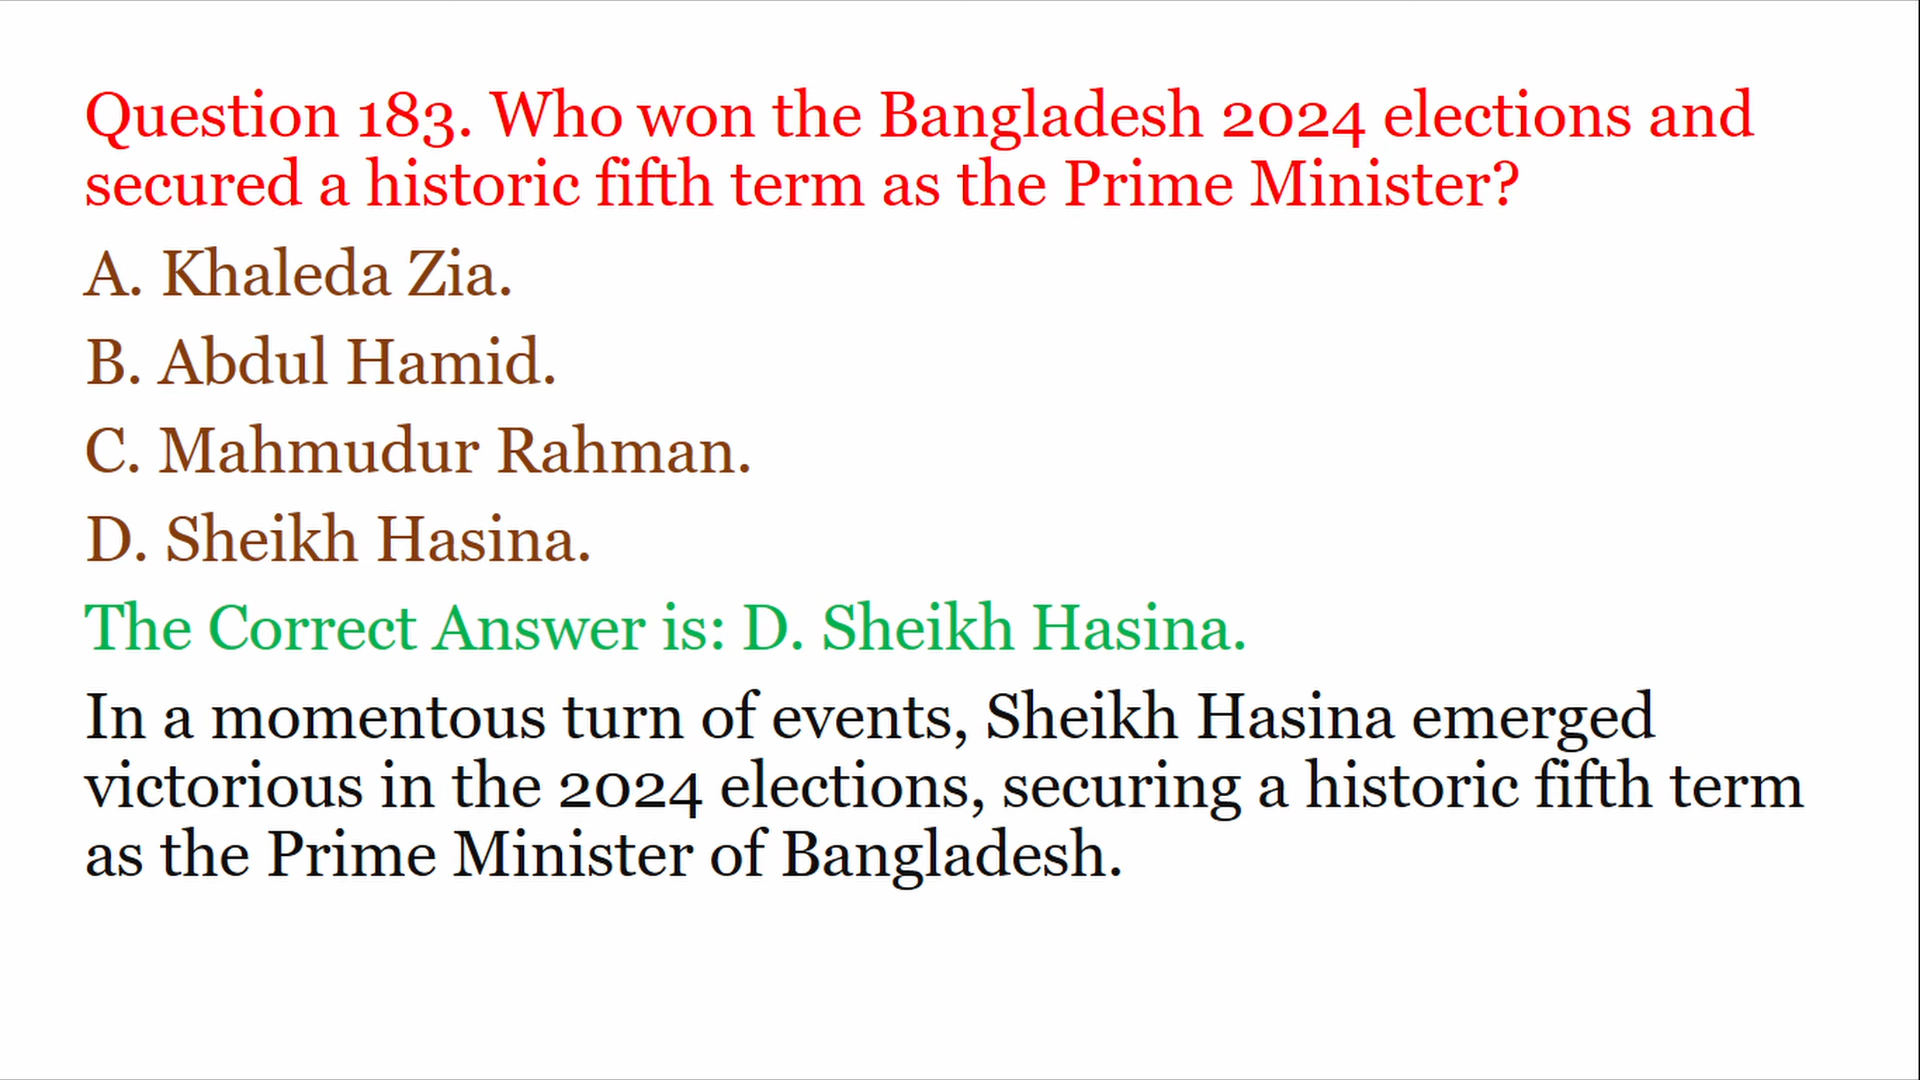 Question 183. Who won the Bangladesh 2024 elections and
secured a historic fifth term as the Prime Minister?
A. Khaleda Zia.
B. Abdul Hamid.
C. Mahmudur Rahman.
D. Sheikh Hasina.
The Correct Answer is: D. Sheikh Hasina.
In a momentous turn of events, Sheikh Hasina emerged
victorious in the 2024 elections, securing a historic fifth term
as the Prime Minister of Bangladesh.